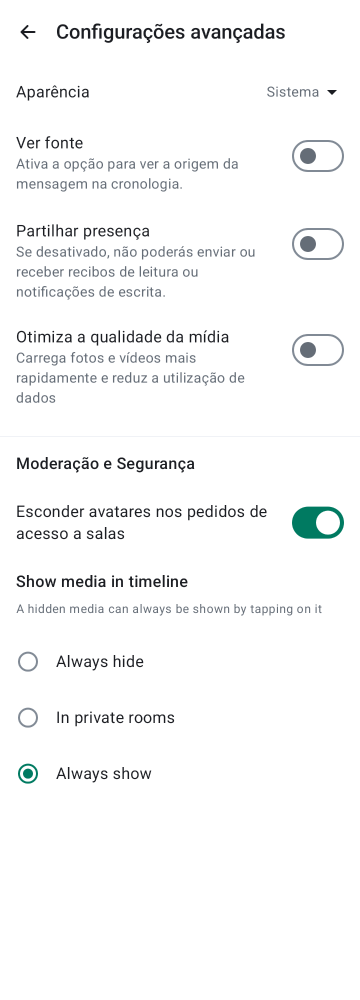 Configurações avançadas
Aparência
Sistema
Ver fonte
Ativa a opção para ver a origem da
mensagem na cronologia.
Partilhar presença
Se desativado, não poderás enviar ou
receber recibos de leitura ou
notificações de escrita.
Otimiza a qualidade da mídia
Carrega fotos e vídeos mais
rapidamente e reduz a utilização de
dados
Moderação e Segurança
Esconder avatares nos pedidos de
acesso a salas
Show media in timeline
A hidden media can always be shown by tapping on it
Always hide
In private rooms
Always show